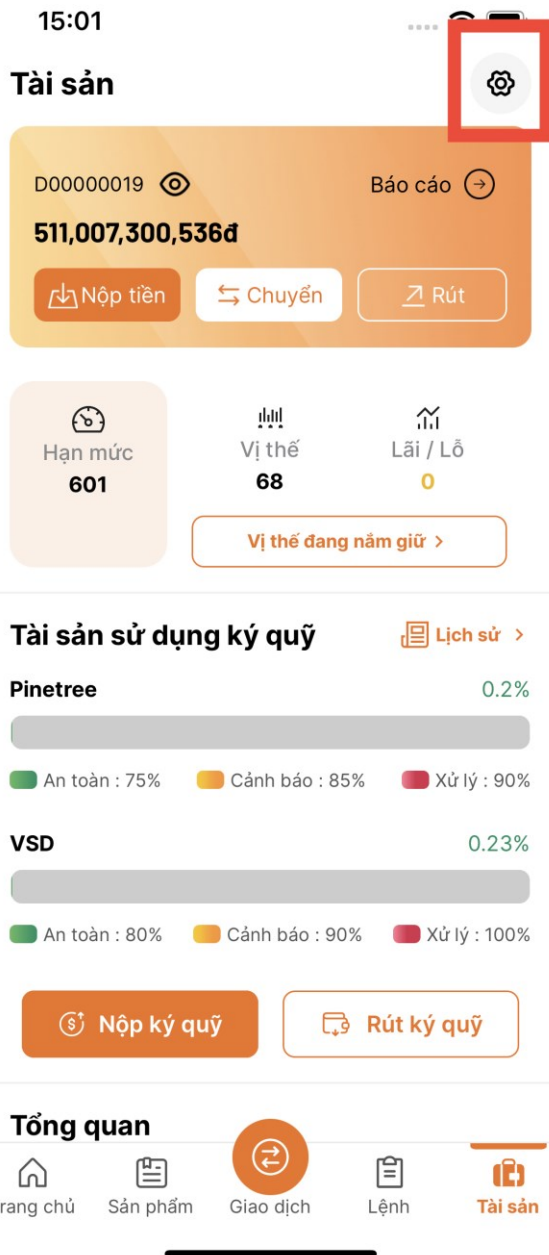 15:01
Tài sản
D00000019
Báo cáo
511,007,300,536đ
Nộp tiền
Chuyển
Rút
Hạn mức
601
Vị thế
68
Lãi / Lỗ
0
Vị thế đang nắm giữ >
Tài sản sử dụng ký quỹ
Lịch sử >
Pinetree
0.2%
An toàn : 75%
Cảnh báo : 85%
Xử lý : 90%
VSD
0.23%
An toàn : 80%
Cảnh báo : 90%
Xử lý : 100%
Nộp ký quỹ
Rút ký quỹ
Tổng quan
rang chủ
Sản phẩm
Giao dịch
Lệnh
Tài sản